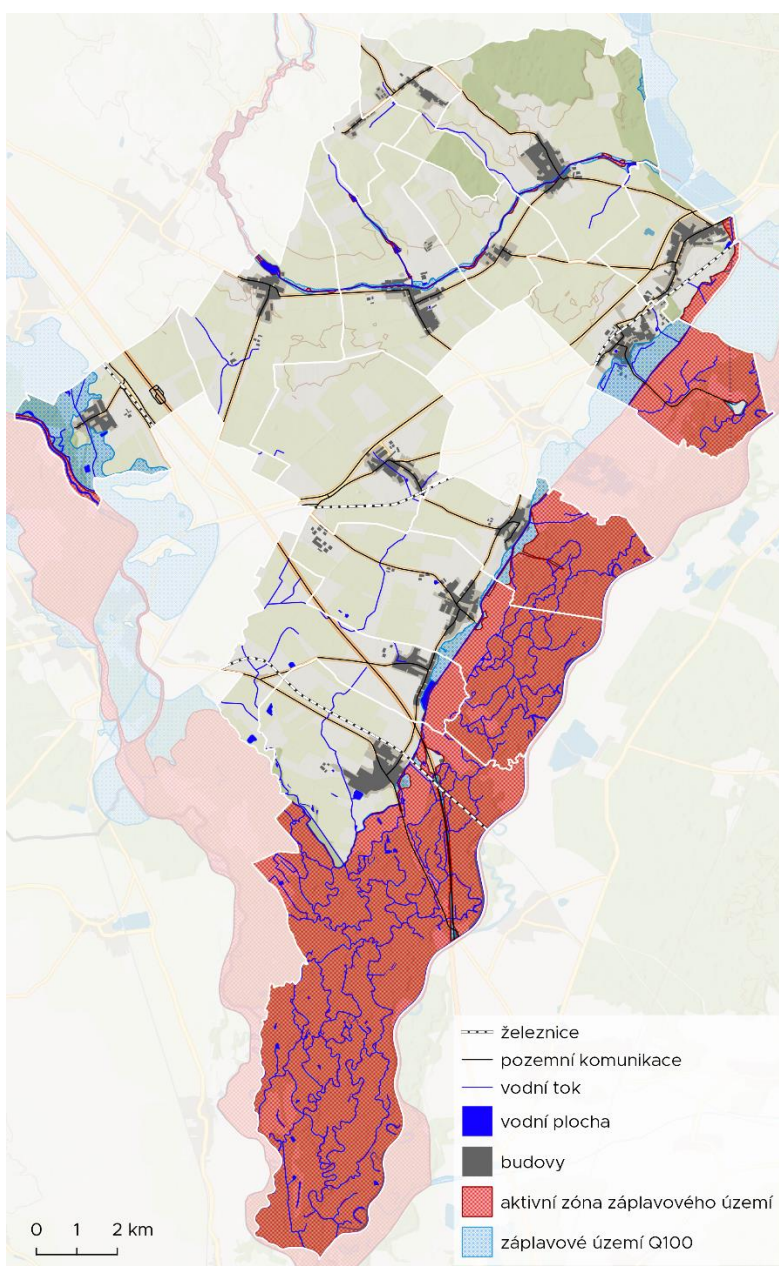 železnice
pozemní komunikace
vodní tok
vodní plocha
budovy
aktivní zóna záplavového území
záplavové území Q100
0 1 2 km